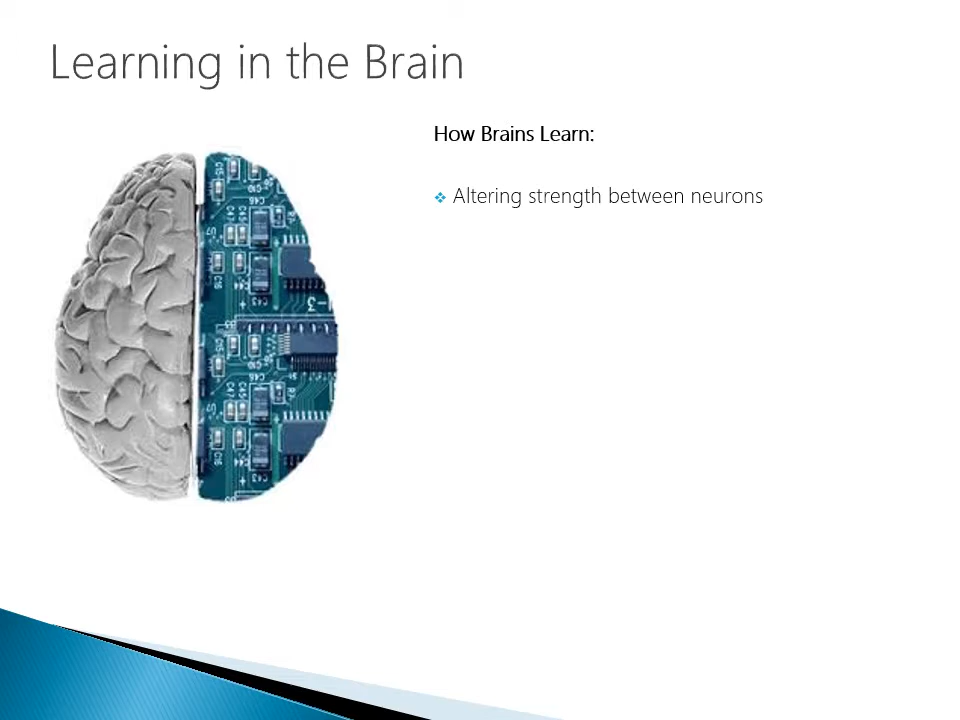 Learning in the Brain
How Brains Learn:
Altering strength between neurons